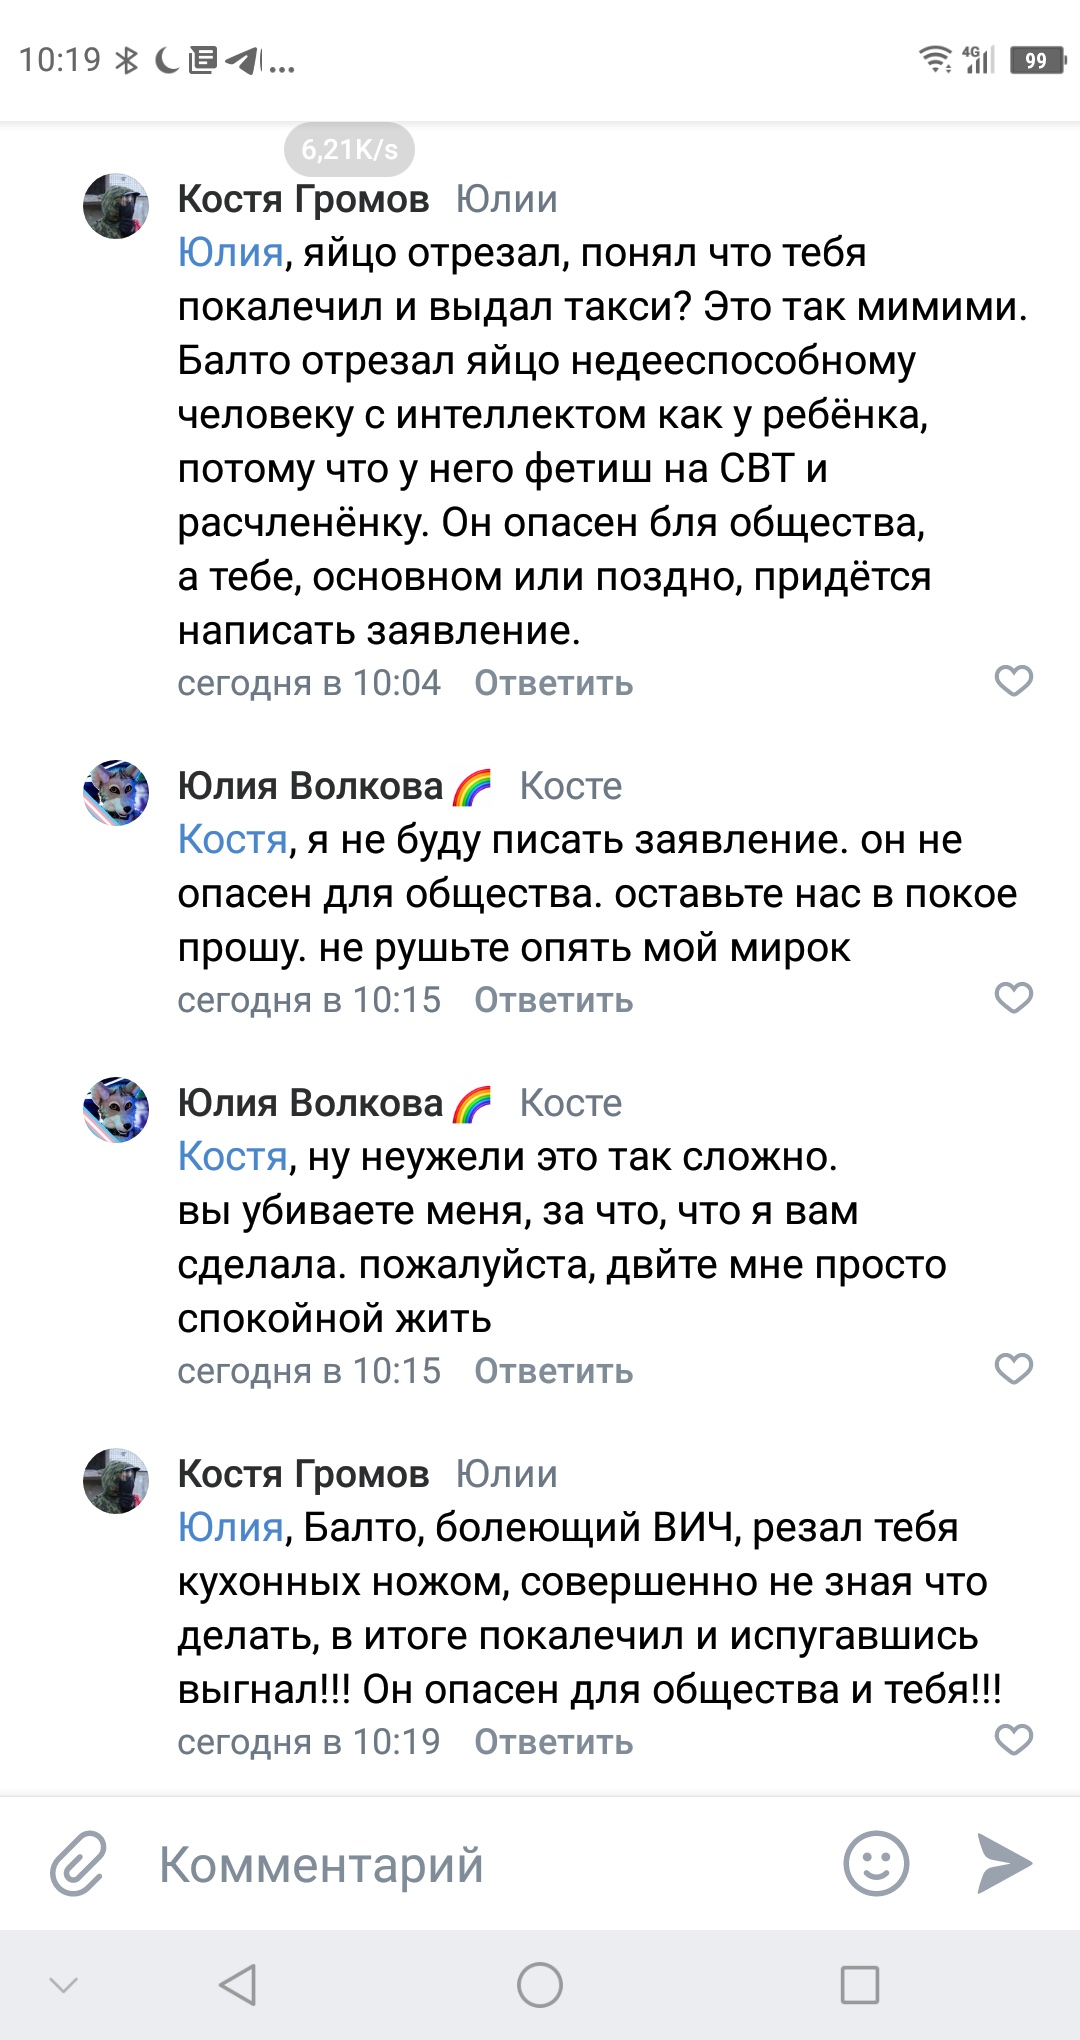 10:19 ...
4G 99
6,21K/s
Костя Громов Юлии
Юлия, яйцо отрезал, понял что тебя
покалечил и выдал такси? Это так мимими.
Балто отрезал яйцо недееспособному
человеку с интеллектом как у ребёнка,
потому что у него фетиш на СВТ и
расчленёнку. Он опасен бля общества,
а тебе, основном или поздно, придётся
написать заявление.
сегодня в 10:04 Ответить
Юлия Волкова🌈 Косте
Костя, я не буду писать заявление. он не
опасен для общества. оставьте нас в покое
прошу. не рушьте опять мой мирок
сегодня в 10:15 Ответить
Юлия Волкова🌈 Косте
Костя, ну неужели это так сложно.
вы убиваете меня, за что, что я вам
сделала. пожалуйста, двйте мне просто
спокойной жить
сегодня в 10:15 Ответить
Костя Громов Юлии
Юлия, Балто, болеющий ВИЧ, резал тебя
кухонных ножом, совершенно не зная что
делать, в итоге покалечил и испугавшись
выгнал!!! Он опасен для общества и тебя!!!
сегодня в 10:19 Ответить
Комментарий